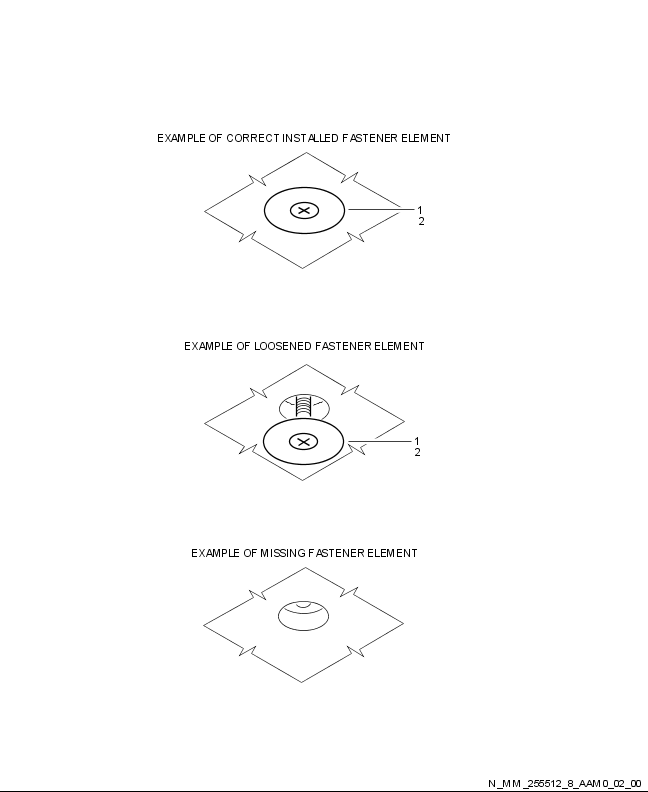 EXAMPLE OF CORRECT INSTALLED FASTENER ELEMENT
1
2
EXAMPLE OF LOOSENED FASTENER ELEMENT
1
2
EXAMPLE OF MISSING FASTENER ELEMENT
N_MM_255512_8_AAM0_02_00